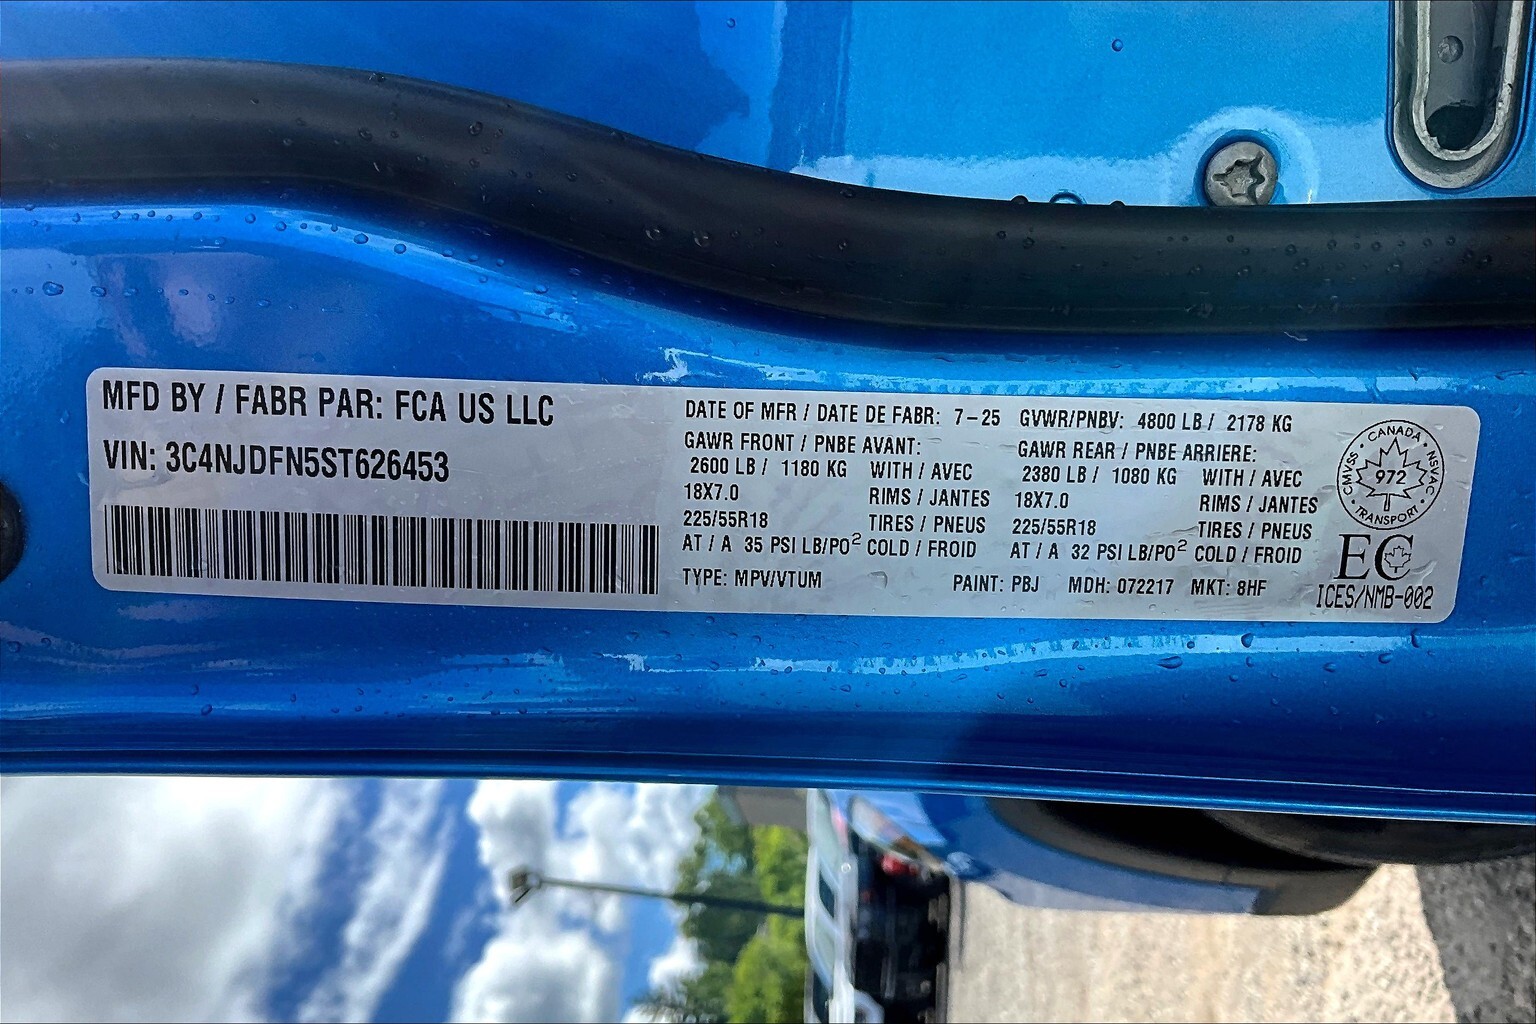 MFD BY / FABR PAR: FCA US LLC
VIN: 3C4NJDFN5ST626453
DATE OF MFR / DATE DE FABR: 7-25 GVWR/PNBV: 4800 LB / 2178 KG
GAWR FRONT / PNBE AVANT: GAWR REAR / PNBE ARRIERE:
2600 LB / 1180 KG WITH / AVEC 2380 LB / 1080 KG WITH / AVEC
18X7.0 RIMS / JANTES 18X7.0 RIMS / JANTES
225/55R18 TIRES / PNEUS 225/55R18 TIRES / PNEUS
AT / A 35 PSI LB/PO² COLD / FROID AT / A 32 PSI LB/PO² COLD / FROID
TYPE: MPV/VTUM PAINT: PBJ MDH: 072217 MKT: 8HF
CANADA
CMVSS 972 NSVAC
TRANSPORT
EC
ICES/NMB-002